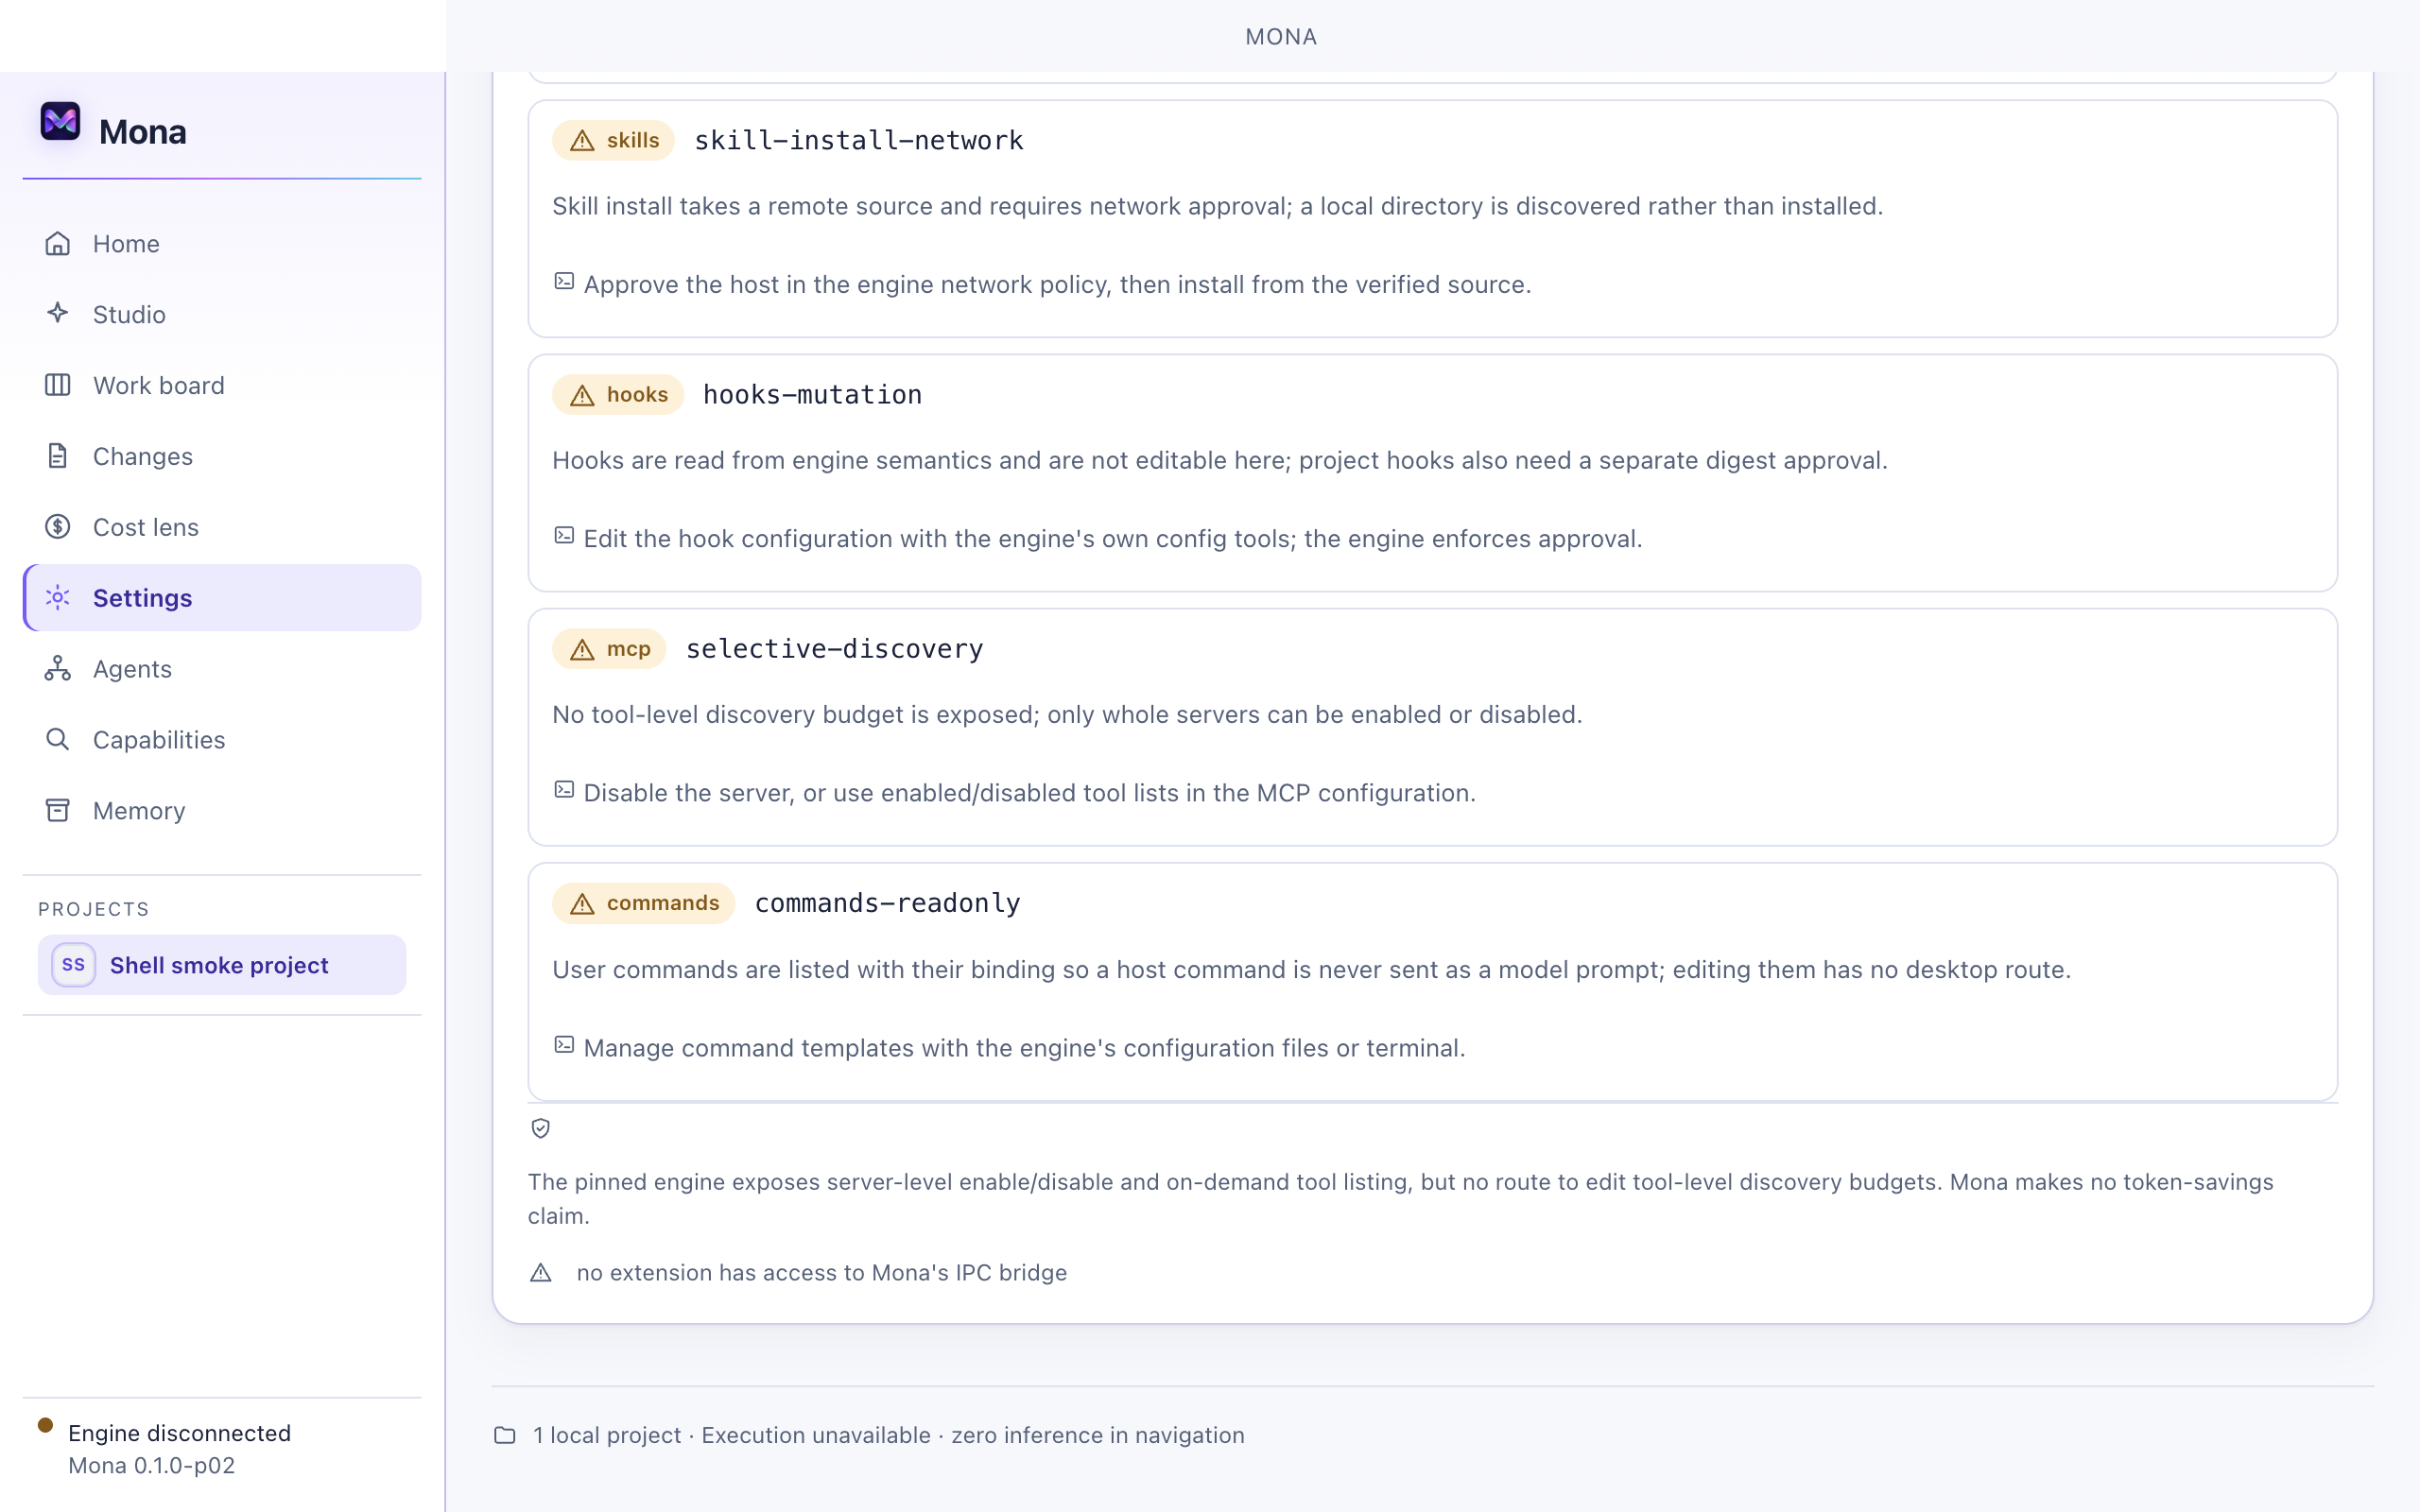 MONA
Mona
Home
Studio
Work board
Changes
Cost lens
Settings
Agents
Capabilities
Memory
PROJECTS
SS Shell smoke project
Engine disconnected
Mona 0.1.0-p02
skills skill-install-network
Skill install takes a remote source and requires network approval; a local directory is discovered rather than installed.
Approve the host in the engine network policy, then install from the verified source.
hooks hooks-mutation
Hooks are read from engine semantics and are not editable here; project hooks also need a separate digest approval.
Edit the hook configuration with the engine's own config tools; the engine enforces approval.
mcp selective-discovery
No tool-level discovery budget is exposed; only whole servers can be enabled or disabled.
Disable the server, or use enabled/disabled tool lists in the MCP configuration.
commands commands-readonly
User commands are listed with their binding so a host command is never sent as a model prompt; editing them has no desktop route.
Manage command templates with the engine's configuration files or terminal.
The pinned engine exposes server-level enable/disable and on-demand tool listing, but no route to edit tool-level discovery budgets. Mona makes no token-savings
claim.
no extension has access to Mona's IPC bridge
1 local project · Execution unavailable · zero inference in navigation